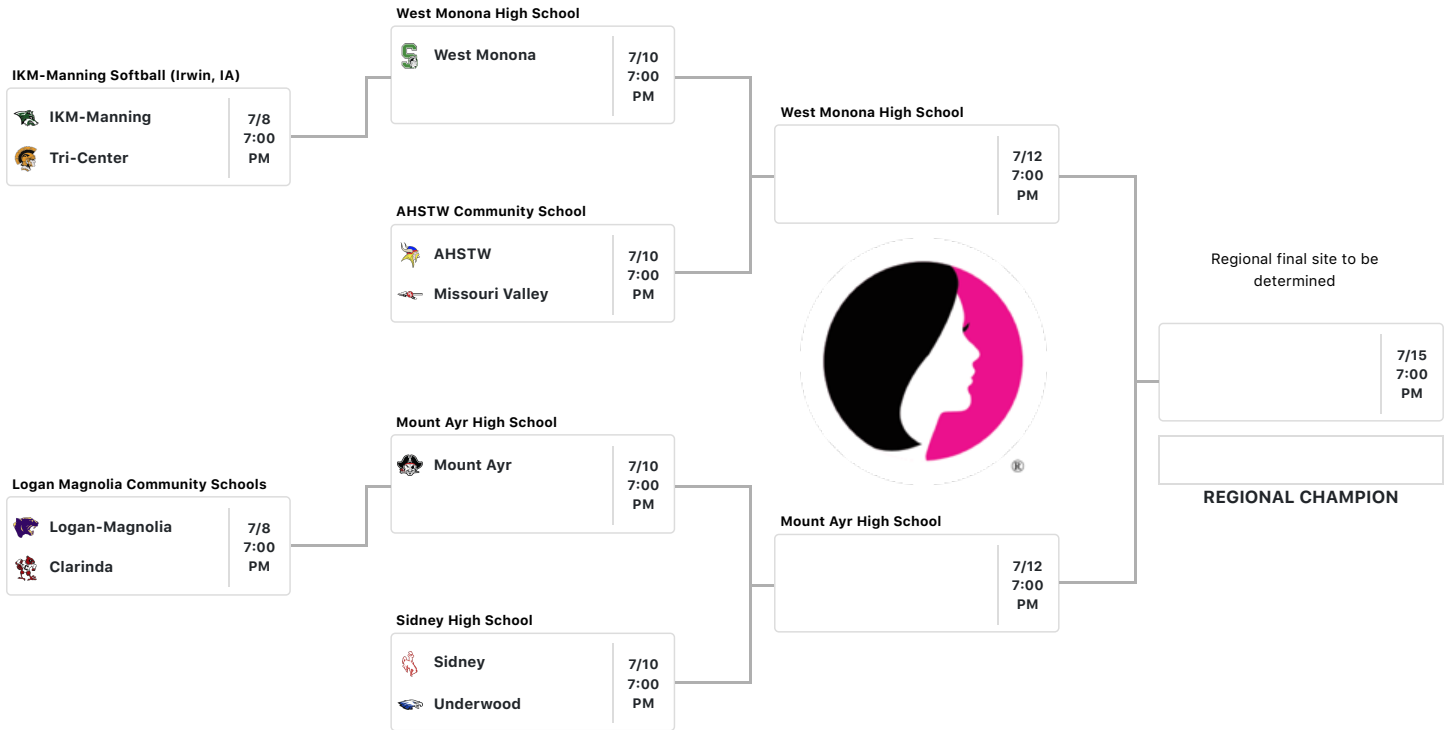 IKM-Manning Softball (Irwin, IA)
IKM-Manning
Tri-Center
7/8
7:00
PM
Logan Magnolia Community Schools
Logan-Magnolia
Clarinda
7/8
7:00
PM
West Monona High School
West Monona
7/10
7:00
PM
AHSTW Community School
AHSTW
Missouri Valley
7/10
7:00
PM
Mount Ayr High School
Mount Ayr
7/10
7:00
PM
Sidney High School
Sidney
Underwood
7/10
7:00
PM
West Monona High School
7/12
7:00
PM
®
Mount Ayr High School
7/12
7:00
PM
Regional final site to be
determined
7/15
7:00
PM
REGIONAL CHAMPION